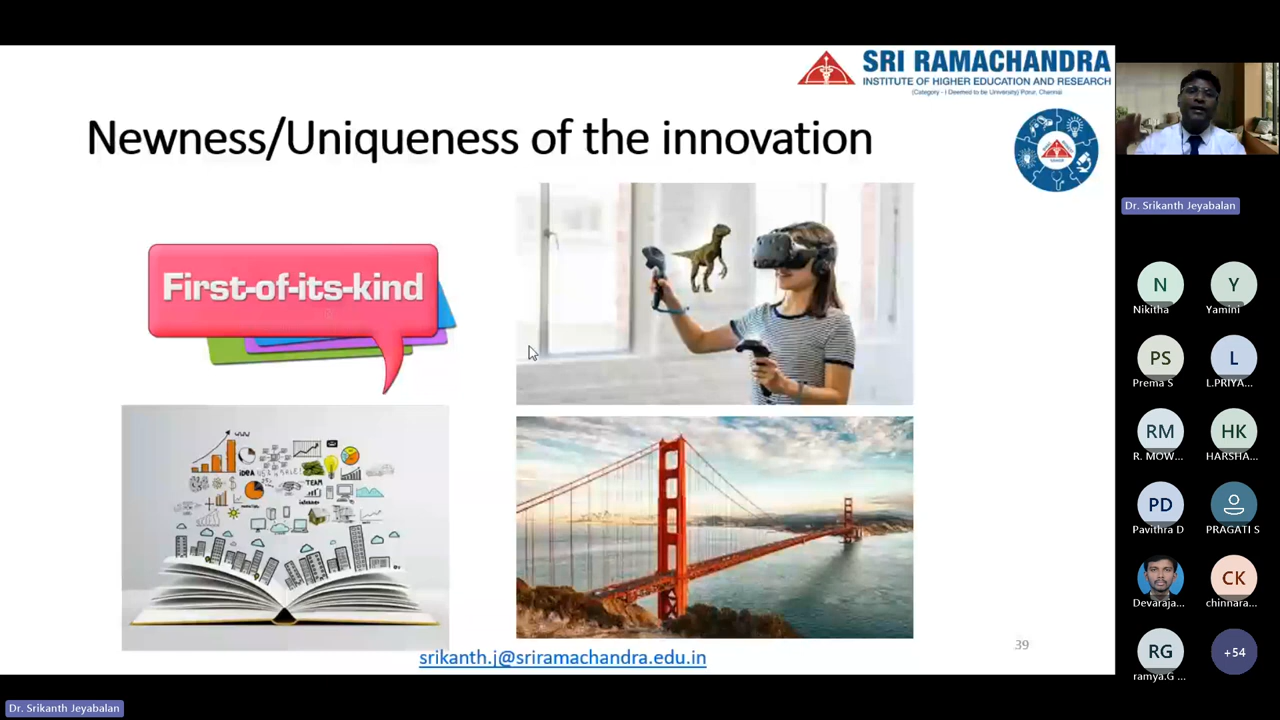 SRI RAMACHANDRA
INSTITUTE OF HIGHER EDUCATION AND RESEARCH
(Category - I Deemed to be University) Porur, Chennai
Newness/Uniqueness of the innovation
First-of-its-kind
IDEA
TEAM
srikanth.j@sriramachandra.edu.in
39
Dr. Srikanth Jeyabalan
N
Nikitha
Y
Yamini
PS
Prema S
L
L.PRIYA...
RM
R. MOW...
HK
HARSHA...
PD
Pavithra D
PRAGATI S
Devaraja...
CK
chinnara...
RG
ramya.G ...
+54
Dr. Srikanth Jeyabalan